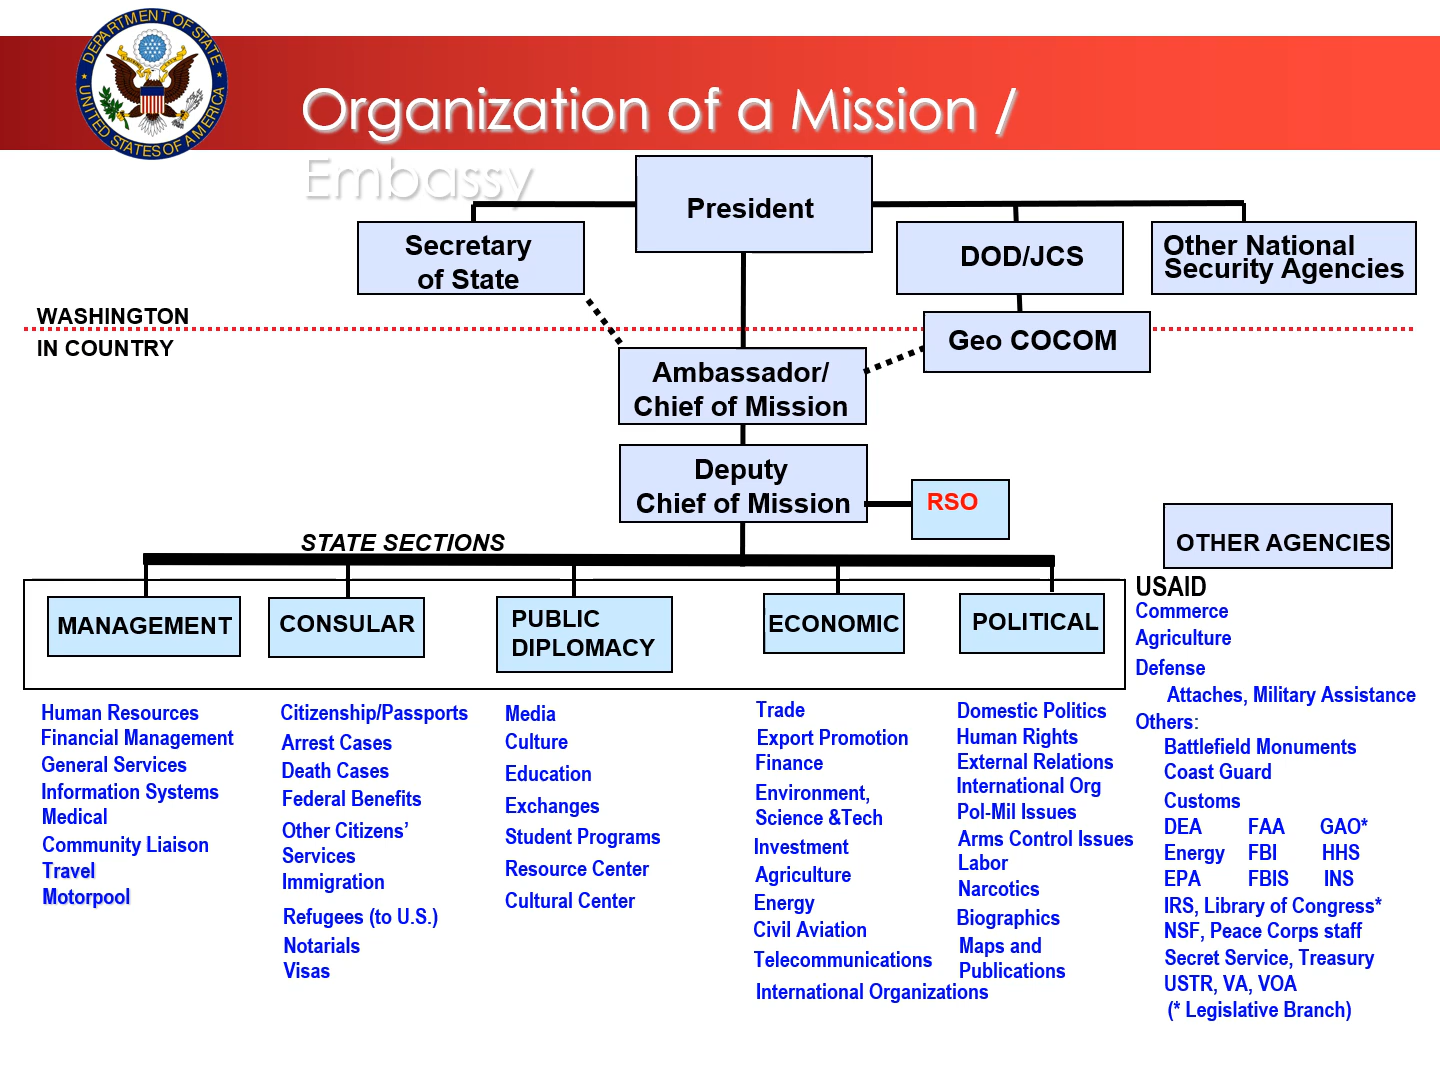 DEPARTMENT OF STATE
UNITED STATES OF AMERICA
Organization of a Mission /
Embassy
President
Secretary
of State
DOD/JCS
Other National
Security Agencies
WASHINGTON
IN COUNTRY
Geo COCOM
Ambassador/
Chief of Mission
Deputy
Chief of Mission
RSO
STATE SECTIONS
OTHER AGENCIES
MANAGEMENT
CONSULAR
PUBLIC
DIPLOMACY
ECONOMIC
POLITICAL
Human Resources
Financial Management
General Services
Information Systems
Medical
Community Liaison
Travel
Motorpool
Citizenship/Passports
Arrest Cases
Death Cases
Federal Benefits
Other Citizens’
Services
Immigration
Refugees (to U.S.)
Notarials
Visas
Media
Culture
Education
Exchanges
Student Programs
Resource Center
Cultural Center
Trade
Export Promotion
Finance
Environment,
Science &Tech
Investment
Agriculture
Energy
Civil Aviation
Telecommunications
International Organizations
Domestic Politics
Human Rights
External Relations
International Org
Pol-Mil Issues
Arms Control Issues
Labor
Narcotics
Biographics
Maps and
Publications
USAID
Commerce
Agriculture
Defense
Attaches, Military Assistance
Others:
Battlefield Monuments
Coast Guard
Customs
DEA FAA GAO*
Energy FBI HHS
EPA FBIS INS
IRS, Library of Congress*
NSF, Peace Corps staff
Secret Service, Treasury
USTR, VA, VOA
(* Legislative Branch)